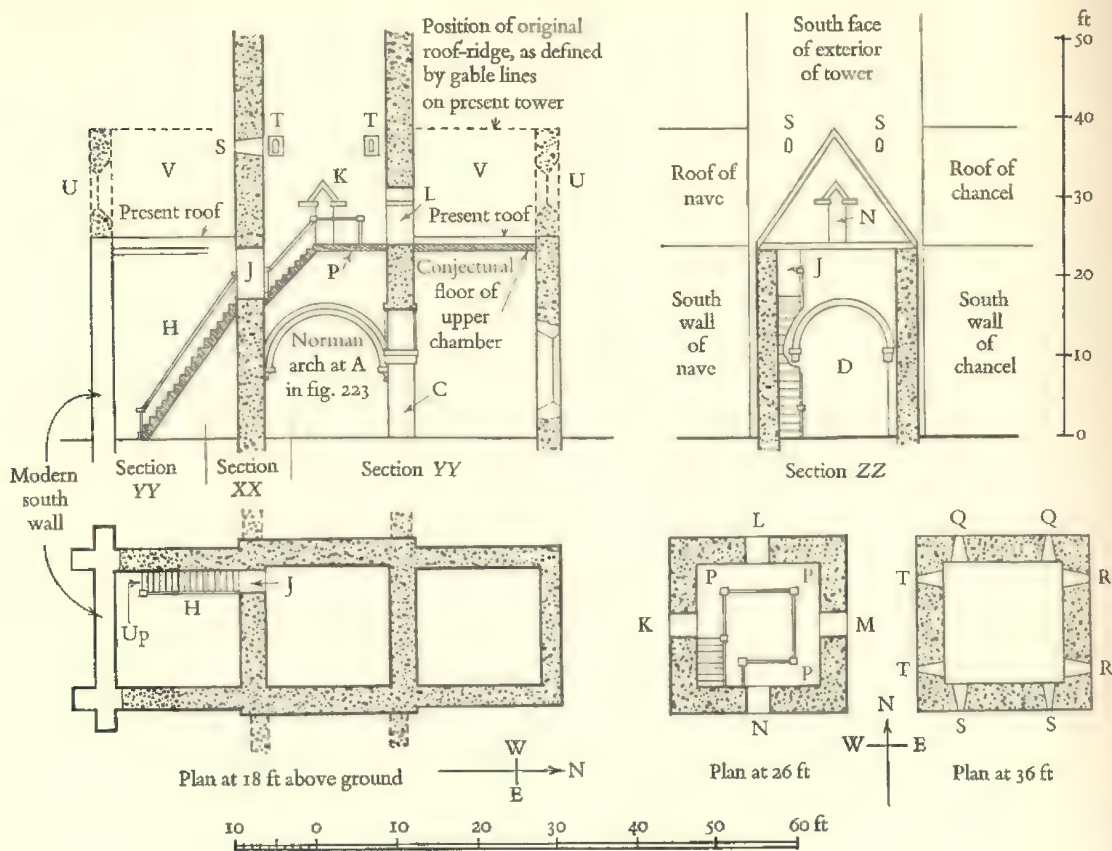 Position of original
roof-ridge, as defined
by gable lines
on present tower
South face
of exterior
of tower
ft
50
40
30
20
10
0
T
T
S
S
S
U
V
K
V
U
L
Roof of
nave
Roof of
chancel
N
Present roof
Present roof
J
P
J
Conjectural
floor of
upper
chamber
H
South
wall
of
nave
South
wall of
chancel
Norman
arch at A
in fig. 223
D
C
Modern
south
wall
Section
YY
Section
XX
Section YY
Section ZZ
L
Q
Q
P
P
T
R
J
H
Up
K
M
T
R
P
N
N
S
S
W
N
E
W
E
Plan at 18 ft above ground
Plan at 26 ft
Plan at 36 ft
10 0 10 20 30 40 50 60 ft